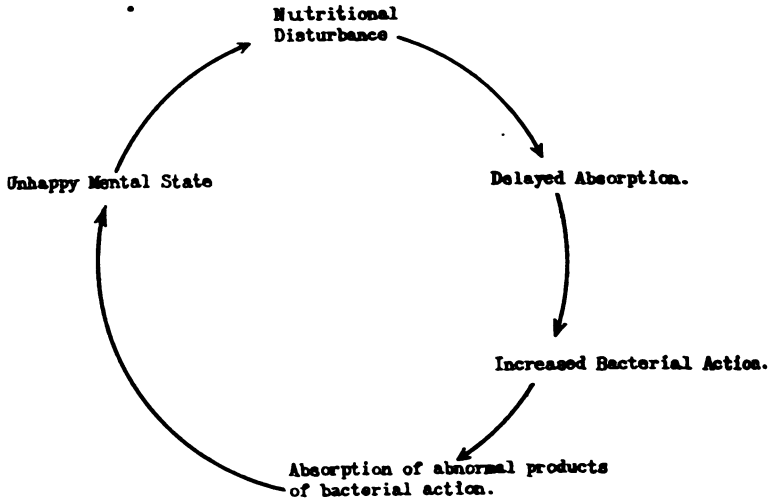 Nutritional
Disturbance
Unhappy Mental State
Delayed Absorption.
Increased Bacterial Action.
Absorption of abnormal products
of bacterial action.